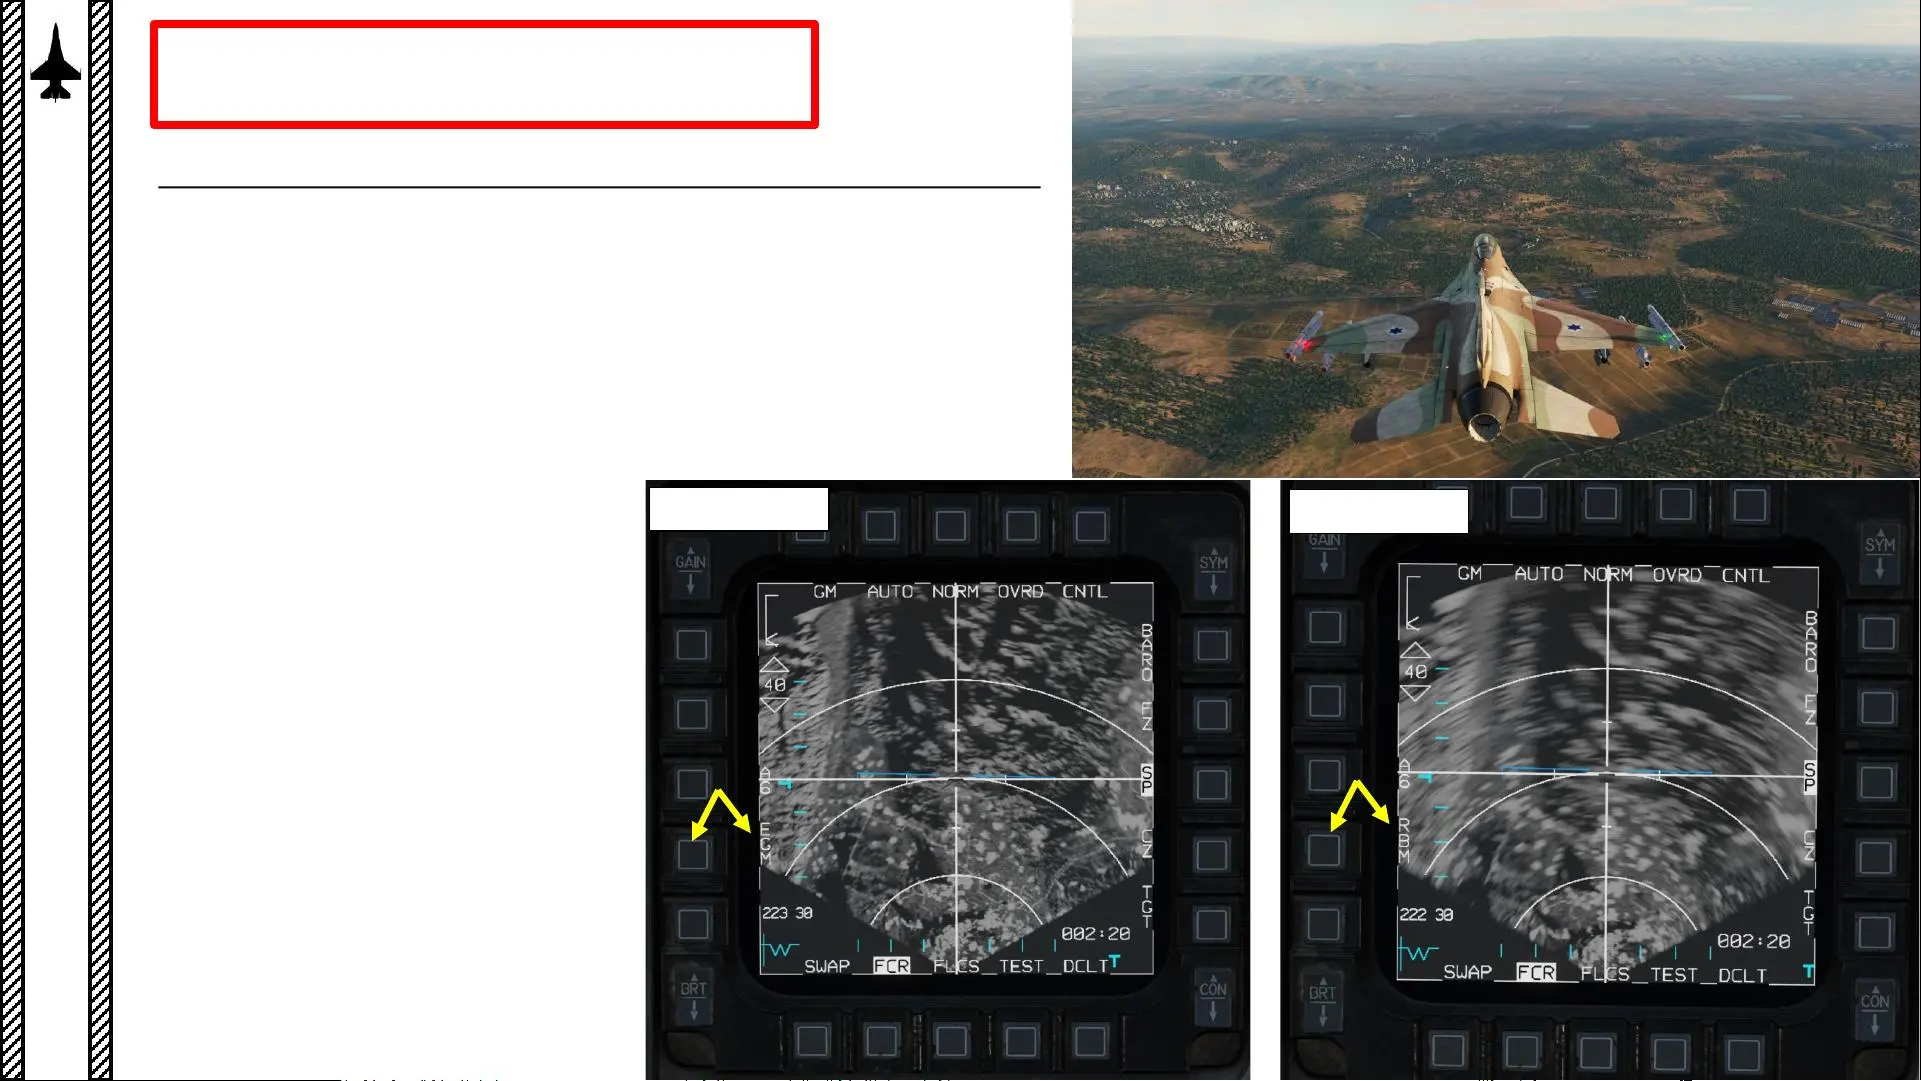 GAIN
SYM
GM AUTO NORM OVRD CNTL
BARO
40
FZ
A6
SP
EGM
CZ
TGT
223 30
002:20
W
SWAP FCR FLCS TEST DCLT T
BRT
CON
GAIN
SYM
GM AUTO NORM OVRD CNTL
BARO
40
FZ
A6
SP
RBM
CZ
TGT
222 30
002:20
W
SWAP FCR FLCS TEST DCLT T
BRT
CON